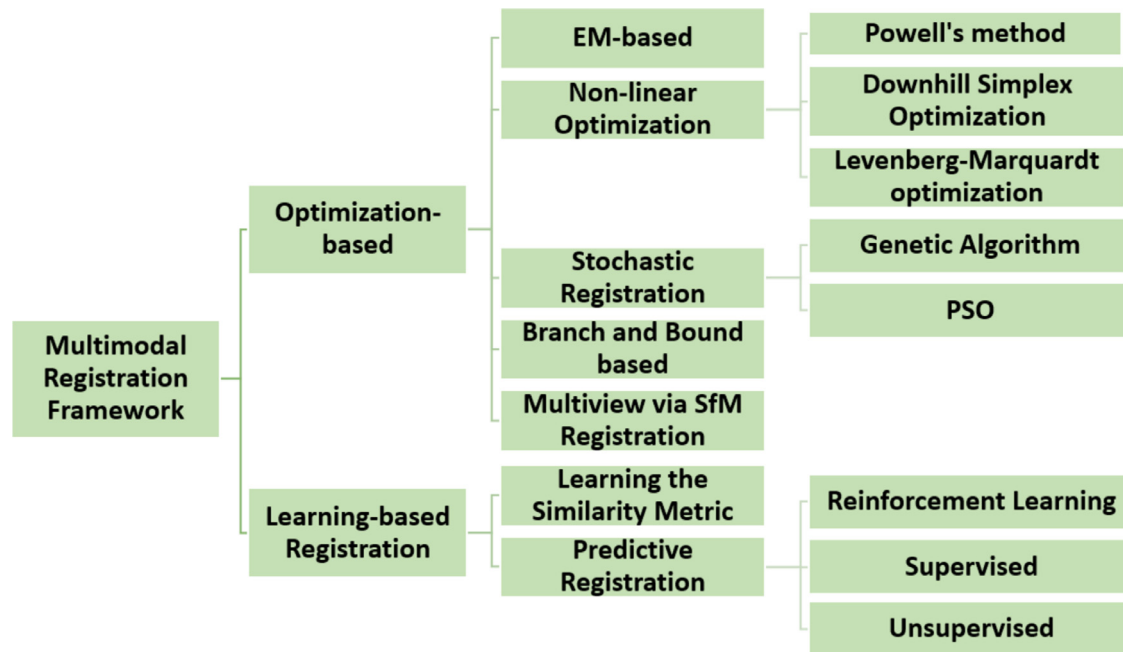 Multimodal
Registration
Framework
Optimization-
based
EM-based
Non-linear
Optimization
Powell's method
Downhill Simplex
Optimization
Levenberg-Marquardt
optimization
Stochastic
Registration
Genetic Algorithm
PSO
Branch and Bound
based
Multiview via SfM
Registration
Learning-based
Registration
Learning the
Similarity Metric
Predictive
Registration
Reinforcement Learning
Supervised
Unsupervised